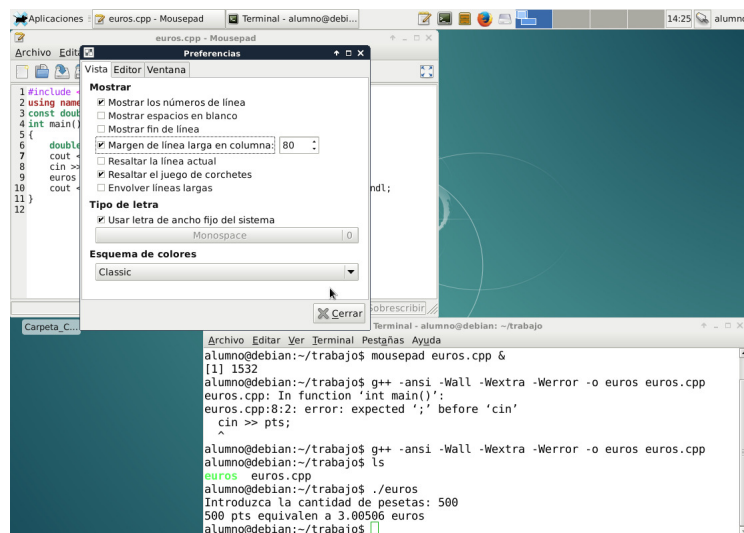 Aplicaciones euros.cpp - Mousepad Terminal - alumno@debi... 14:25 alumno
euros.cpp - Mousepad
Archivo Edita
Preferencias
Vista Editor Ventana
Mostrar
Mostrar los números de línea
Mostrar espacios en blanco
Mostrar fin de línea
Margen de línea larga en columna: 80
Resaltar la línea actual
Resaltar el juego de corchetes
Envolver líneas largas
Tipo de letra
Usar letra de ancho fijo del sistema
Monospace 0
Esquema de colores
Classic
Cerrar
1 #include <
2 using name
3 const doub
4 int main()
5 {
6 double
7 cout <
8 cin >>
9 euros
10 cout < ndl;
11 }
12
Sobrescribir
Carpeta_C...
Terminal - alumno@debian: ~/trabajo
Archivo Editar Ver Terminal Pestañas Ayuda
alumno@debian:~/trabajo$ mousepad euros.cpp &
[1] 1532
alumno@debian:~/trabajo$ g++ -ansi -Wall -Wextra -Werror -o euros euros.cpp
euros.cpp: In function ‘int main()’:
euros.cpp:8:2: error: expected ‘;’ before ‘cin’
cin >> pts;
^
alumno@debian:~/trabajo$ g++ -ansi -Wall -Wextra -Werror -o euros euros.cpp
alumno@debian:~/trabajo$ ls
euros euros.cpp
alumno@debian:~/trabajo$ ./euros
Introduzca la cantidad de pesetas: 500
500 pts equivalen a 3.00506 euros
alumno@debian:~/trabajo$